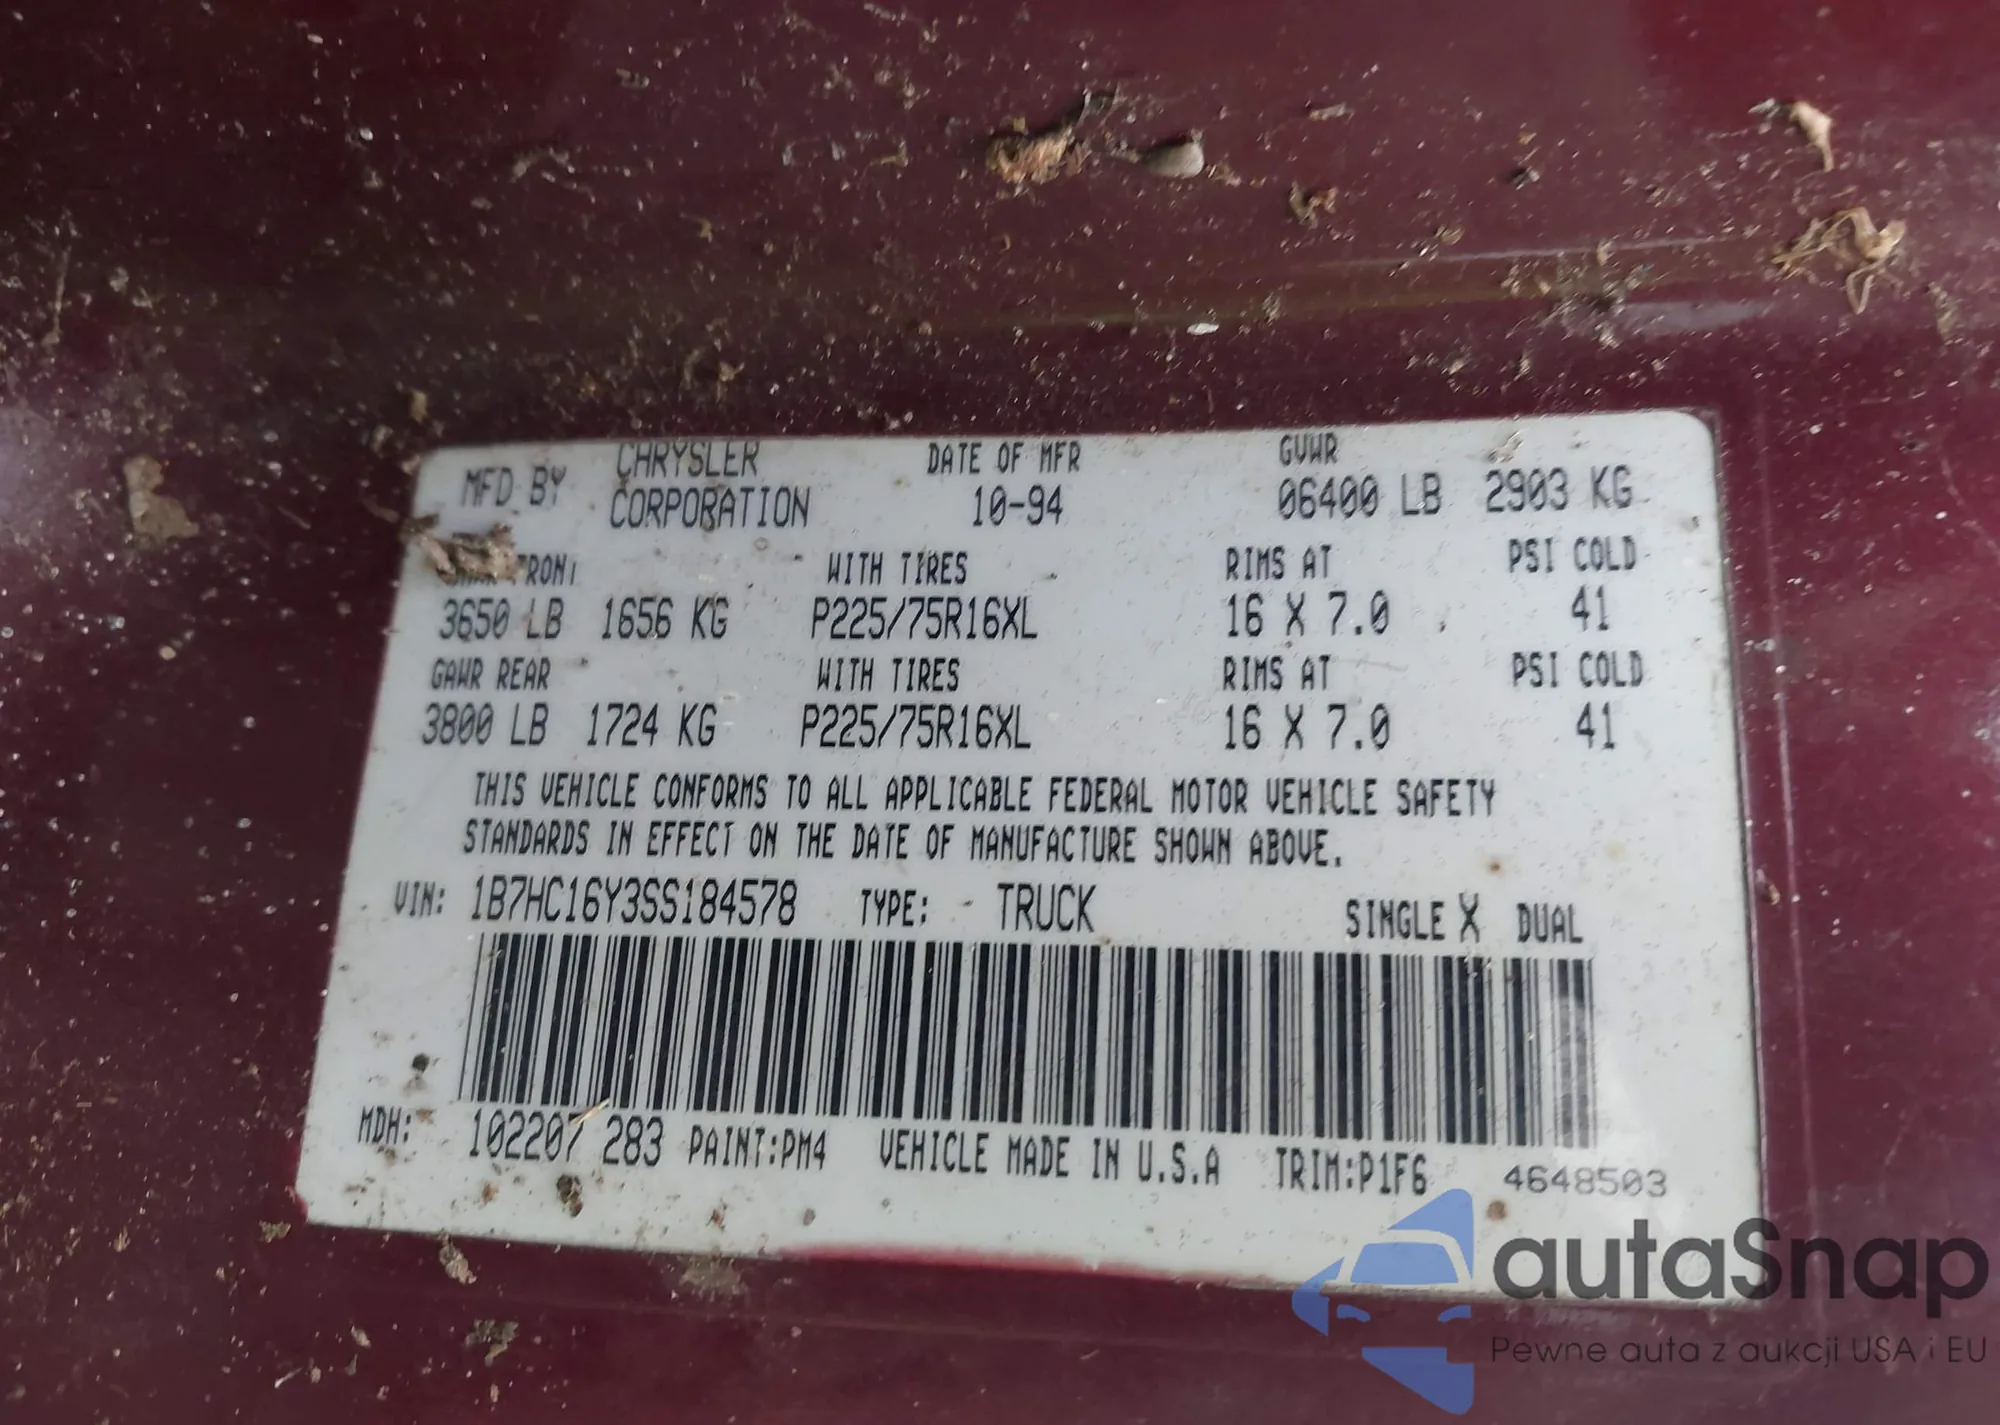 MFD BY CHRYSLER CORPORATION DATE OF MFR 10-94 GVWR 06400 LB 2903 KG
WITH TIRES RIMS AT PSI COLD
3650 LB 1656 KG P225/75R16XL 16 X 7.0 41
GAWR REAR WITH TIRES RIMS AT PSI COLD
3800 LB 1724 KG P225/75R16XL 16 X 7.0 41
THIS VEHICLE CONFORMS TO ALL APPLICABLE FEDERAL MOTOR VEHICLE SAFETY
STANDARDS IN EFFECT ON THE DATE OF MANUFACTURE SHOWN ABOVE.
VIN: 1B7HC16Y3SS184578 TYPE: - TRUCK SINGLE X DUAL
MDH: 102207 283 PAINT:PM4 VEHICLE MADE IN U.S.A TRIM:P1F6 4648503
autaSnap
Pewne auta z aukcji USA i EU